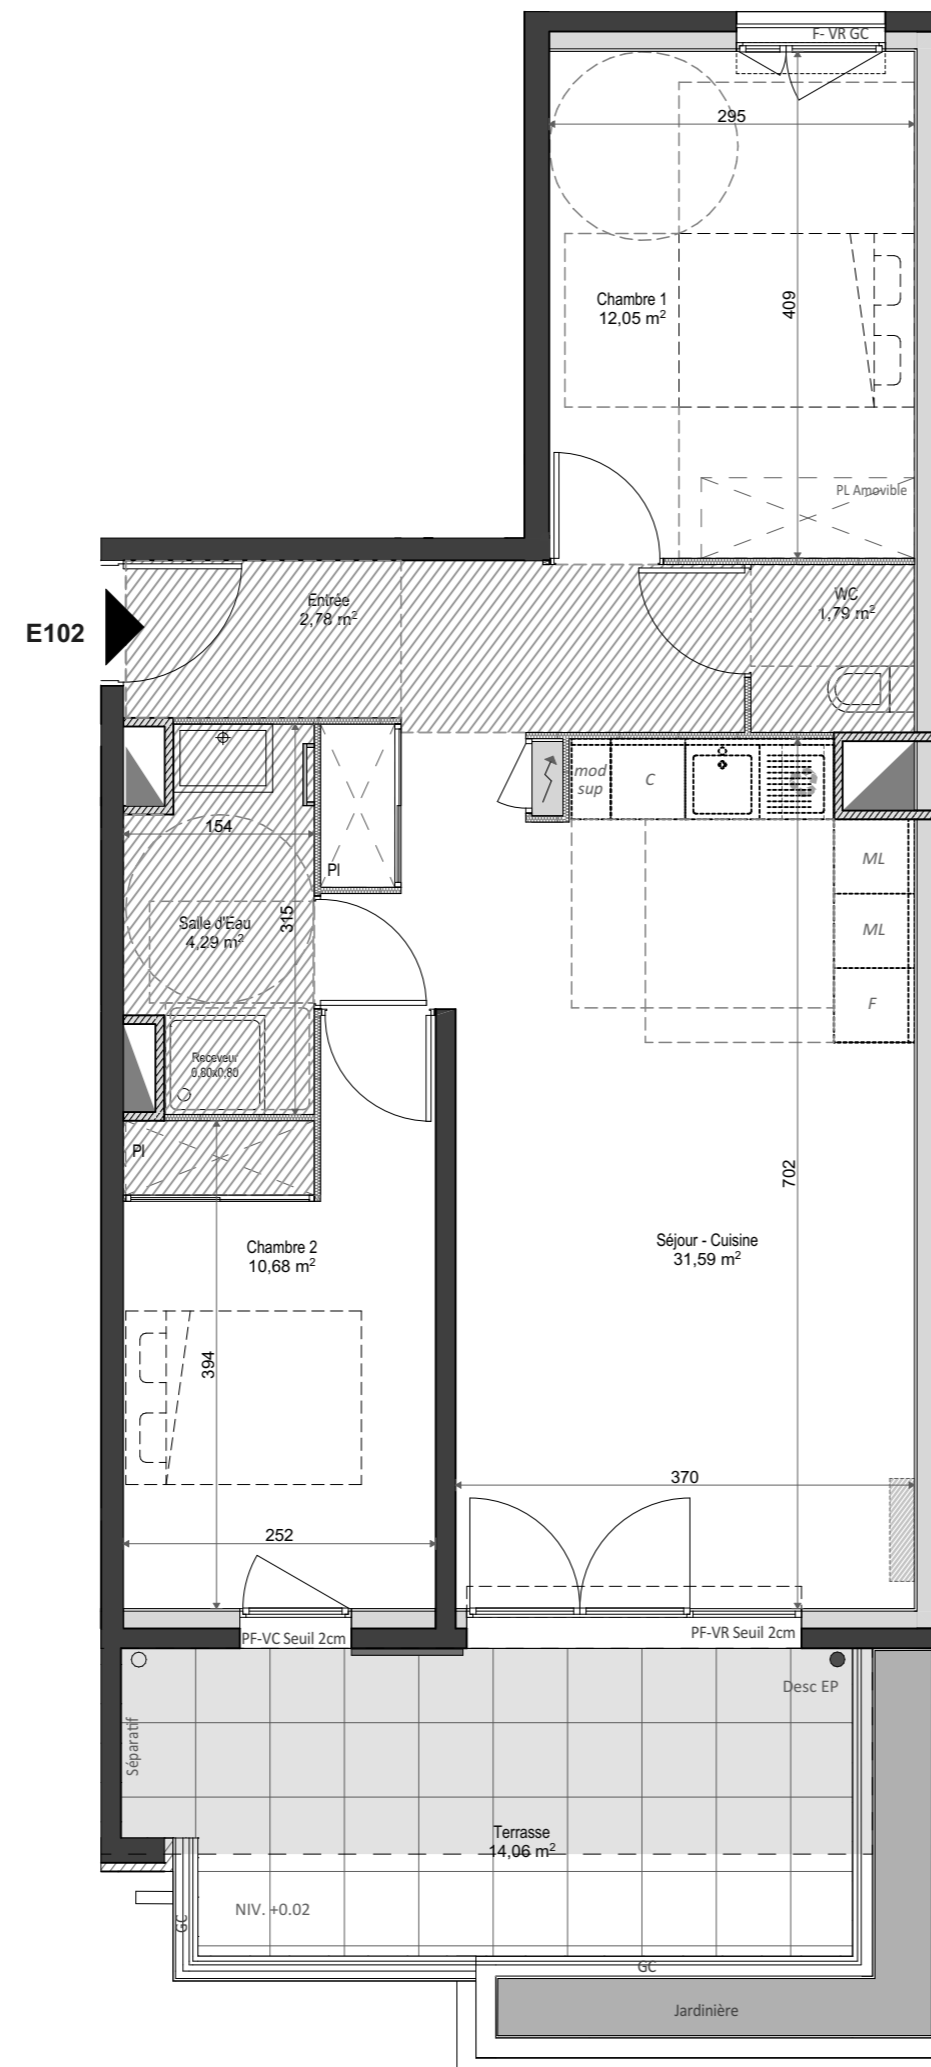 F- VR GC
295
Chambre 1
12,05 m²
409
PL Amovible
E102
Entrée
2,78 m²
WC
1,79 m²
mod
sup
C
154
Pl
ML
Salle d'Eau
4,29 m²
315
ML
F
Receveur
0.80x0,80
Pl
702
Chambre 2
10,68 m²
Séjour - Cuisine
31,59 m²
394
370
252
PF-VC Seuil 2cm
PF-VR Seuil 2cm
Desc EP
Séparatif
Terrasse
14,06 m²
NIV. +0.02
GC
GC
Jardinière